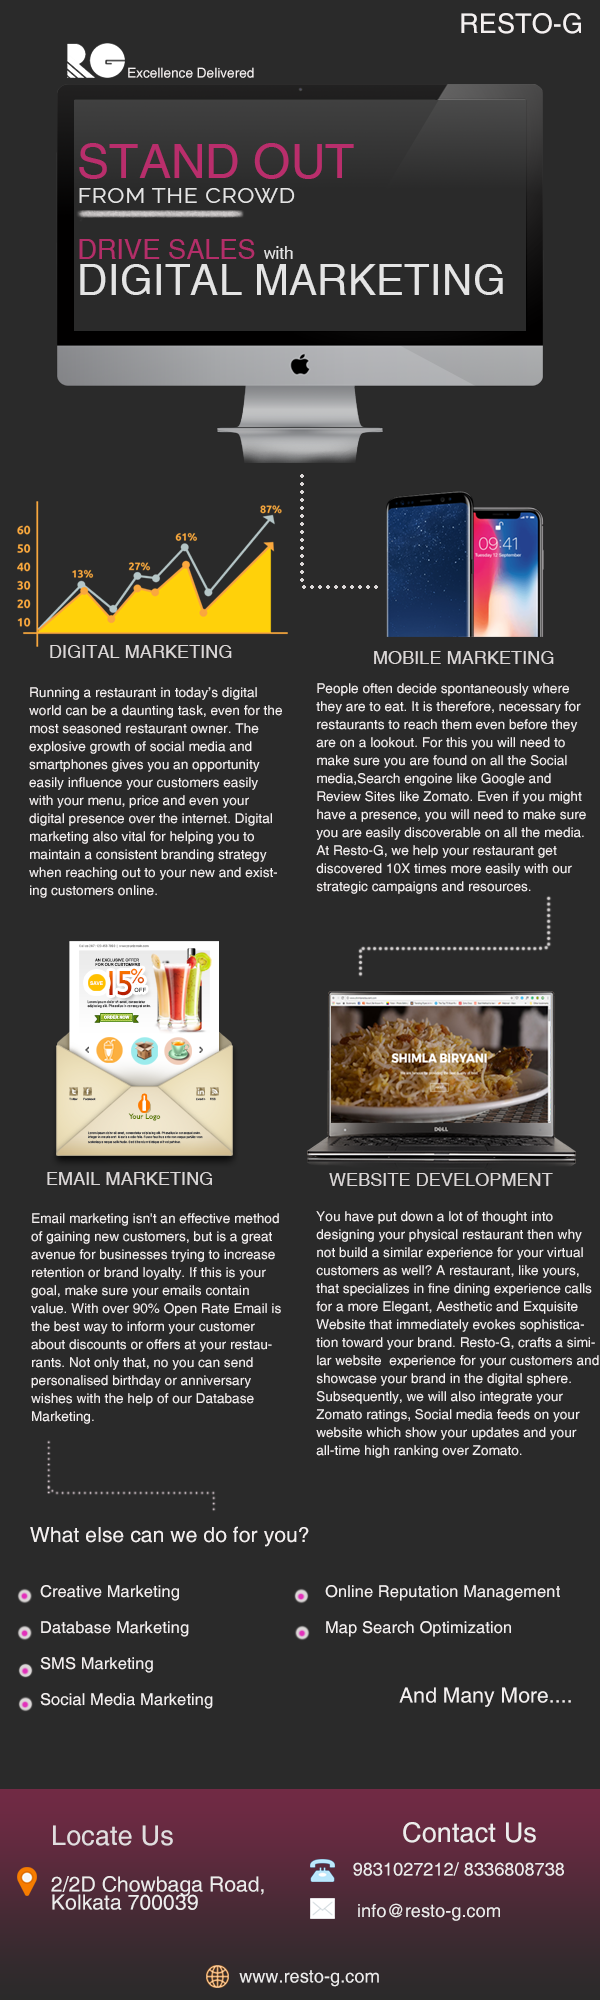 RESTO-G
RG
Excellence Delivered
STAND OUT
FROM THE CROWD
DRIVE SALES with
DIGITAL MARKETING
87%
61%
27%
13%
60
50
40
30
20
10
DIGITAL MARKETING
Running a restaurant in today's digital
world can be a daunting task, even for the
most seasoned restaurant owner. The
explosive growth of social media and
smartphones gives you an opportunity
easily influence your customers easily
with your menu, price and even your
digital presence over the internet. Digital
marketing also vital for helping you to
maintain a consistent branding strategy
when reaching out to your new and exist-
ing customers online.
09:41
Tuesday 12 September
MOBILE MARKETING
People often decide spontaneously where
they are to eat. It is therefore, necessary for
restaurants to reach them even before they
are on a lookout. For this you will need to
make sure you are found on all the Social
media,Search engoine like Google and
Review Sites like Zomato. Even if you might
have a presence, you will need to make sure
you are easily discoverable on all the media.
At Resto-G, we help your restaurant get
discovered 10X times more easily with our
strategic campaigns and resources.
AN EXCLUSIVE OFFER
FOR OUR CUSTOMERS
SAVE 15% OFF
ORDER NOW
Your Logo
EMAIL MARKETING
Email marketing isn't an effective method
of gaining new customers, but is a great
avenue for businesses trying to increase
retention or brand loyalty. If this is your
goal, make sure your emails contain
value. With over 90% Open Rate Email is
the best way to inform your customer
about discounts or offers at your restau-
rants. Not only that, no you can send
personalised birthday or anniversary
wishes with the help of our Database
Marketing.
SHIMLA BIRYANI
DELL
WEBSITE DEVELOPMENT
You have put down a lot of thought into
designing your physical restaurant then why
not build a similar experience for your virtual
customers as well? A restaurant, like yours,
that specializes in fine dining experience calls
for a more Elegant, Aesthetic and Exquisite
Website that immediately evokes sophistica-
tion toward your brand. Resto-G, crafts a simi-
lar website experience for your customers and
showcase your brand in the digital sphere.
Subsequently, we will also integrate your
Zomato ratings, Social media feeds on your
website which show your updates and your
all-time high ranking over Zomato.
What else can we do for you?
Creative Marketing
Database Marketing
SMS Marketing
Social Media Marketing
Online Reputation Management
Map Search Optimization
And Many More....
Locate Us
2/2D Chowbaga Road,
Kolkata 700039
Contact Us
9831027212/ 8336808738
info@resto-g.com
www.resto-g.com